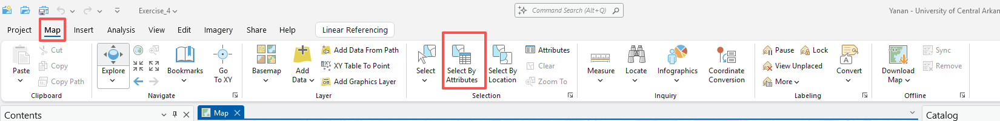 Exercise_4
Command Search (Alt+Q)
Yanan - University of Central Arkan
Project Map Insert Analysis View Edit Imagery Share Help Linear Referencing
Paste
Cut
Copy
Copy Path
Clipboard
Explore
Bookmarks
Go
To XY
Navigate
Basemap
Add
Data
Add Data From Path
XY Table To Point
Add Graphics Layer
Layer
Select
Select By
Attributes
Select By
Location
Attributes
Clear
Zoom To
Selection
Measure
Locate
Infographics
Coordinate
Conversion
Inquiry
Pause
Lock
View Unplaced
More
Convert
Labeling
Download
Map
Sync
Remove
Offline
Contents
Map
Catalog